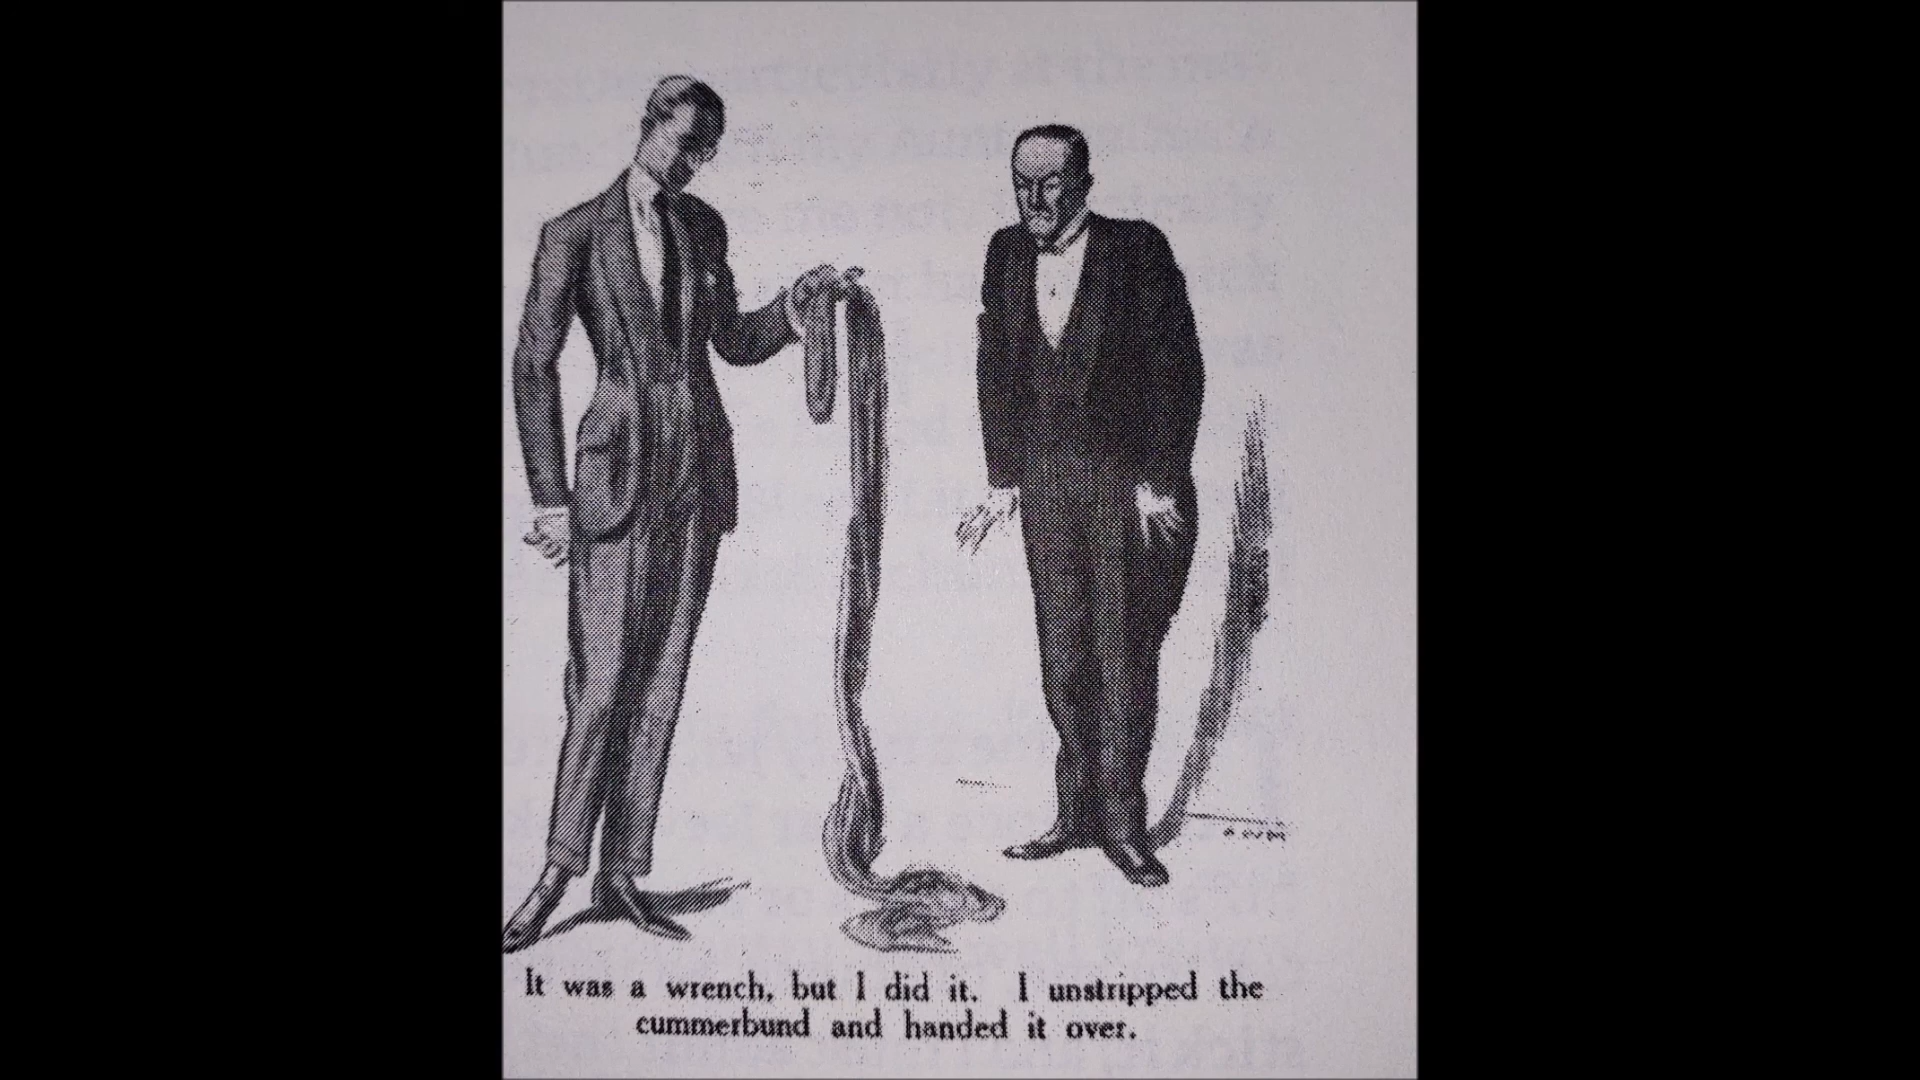 It was a wrench, but I did it. I unstripped the
cummerbund and handed it over.